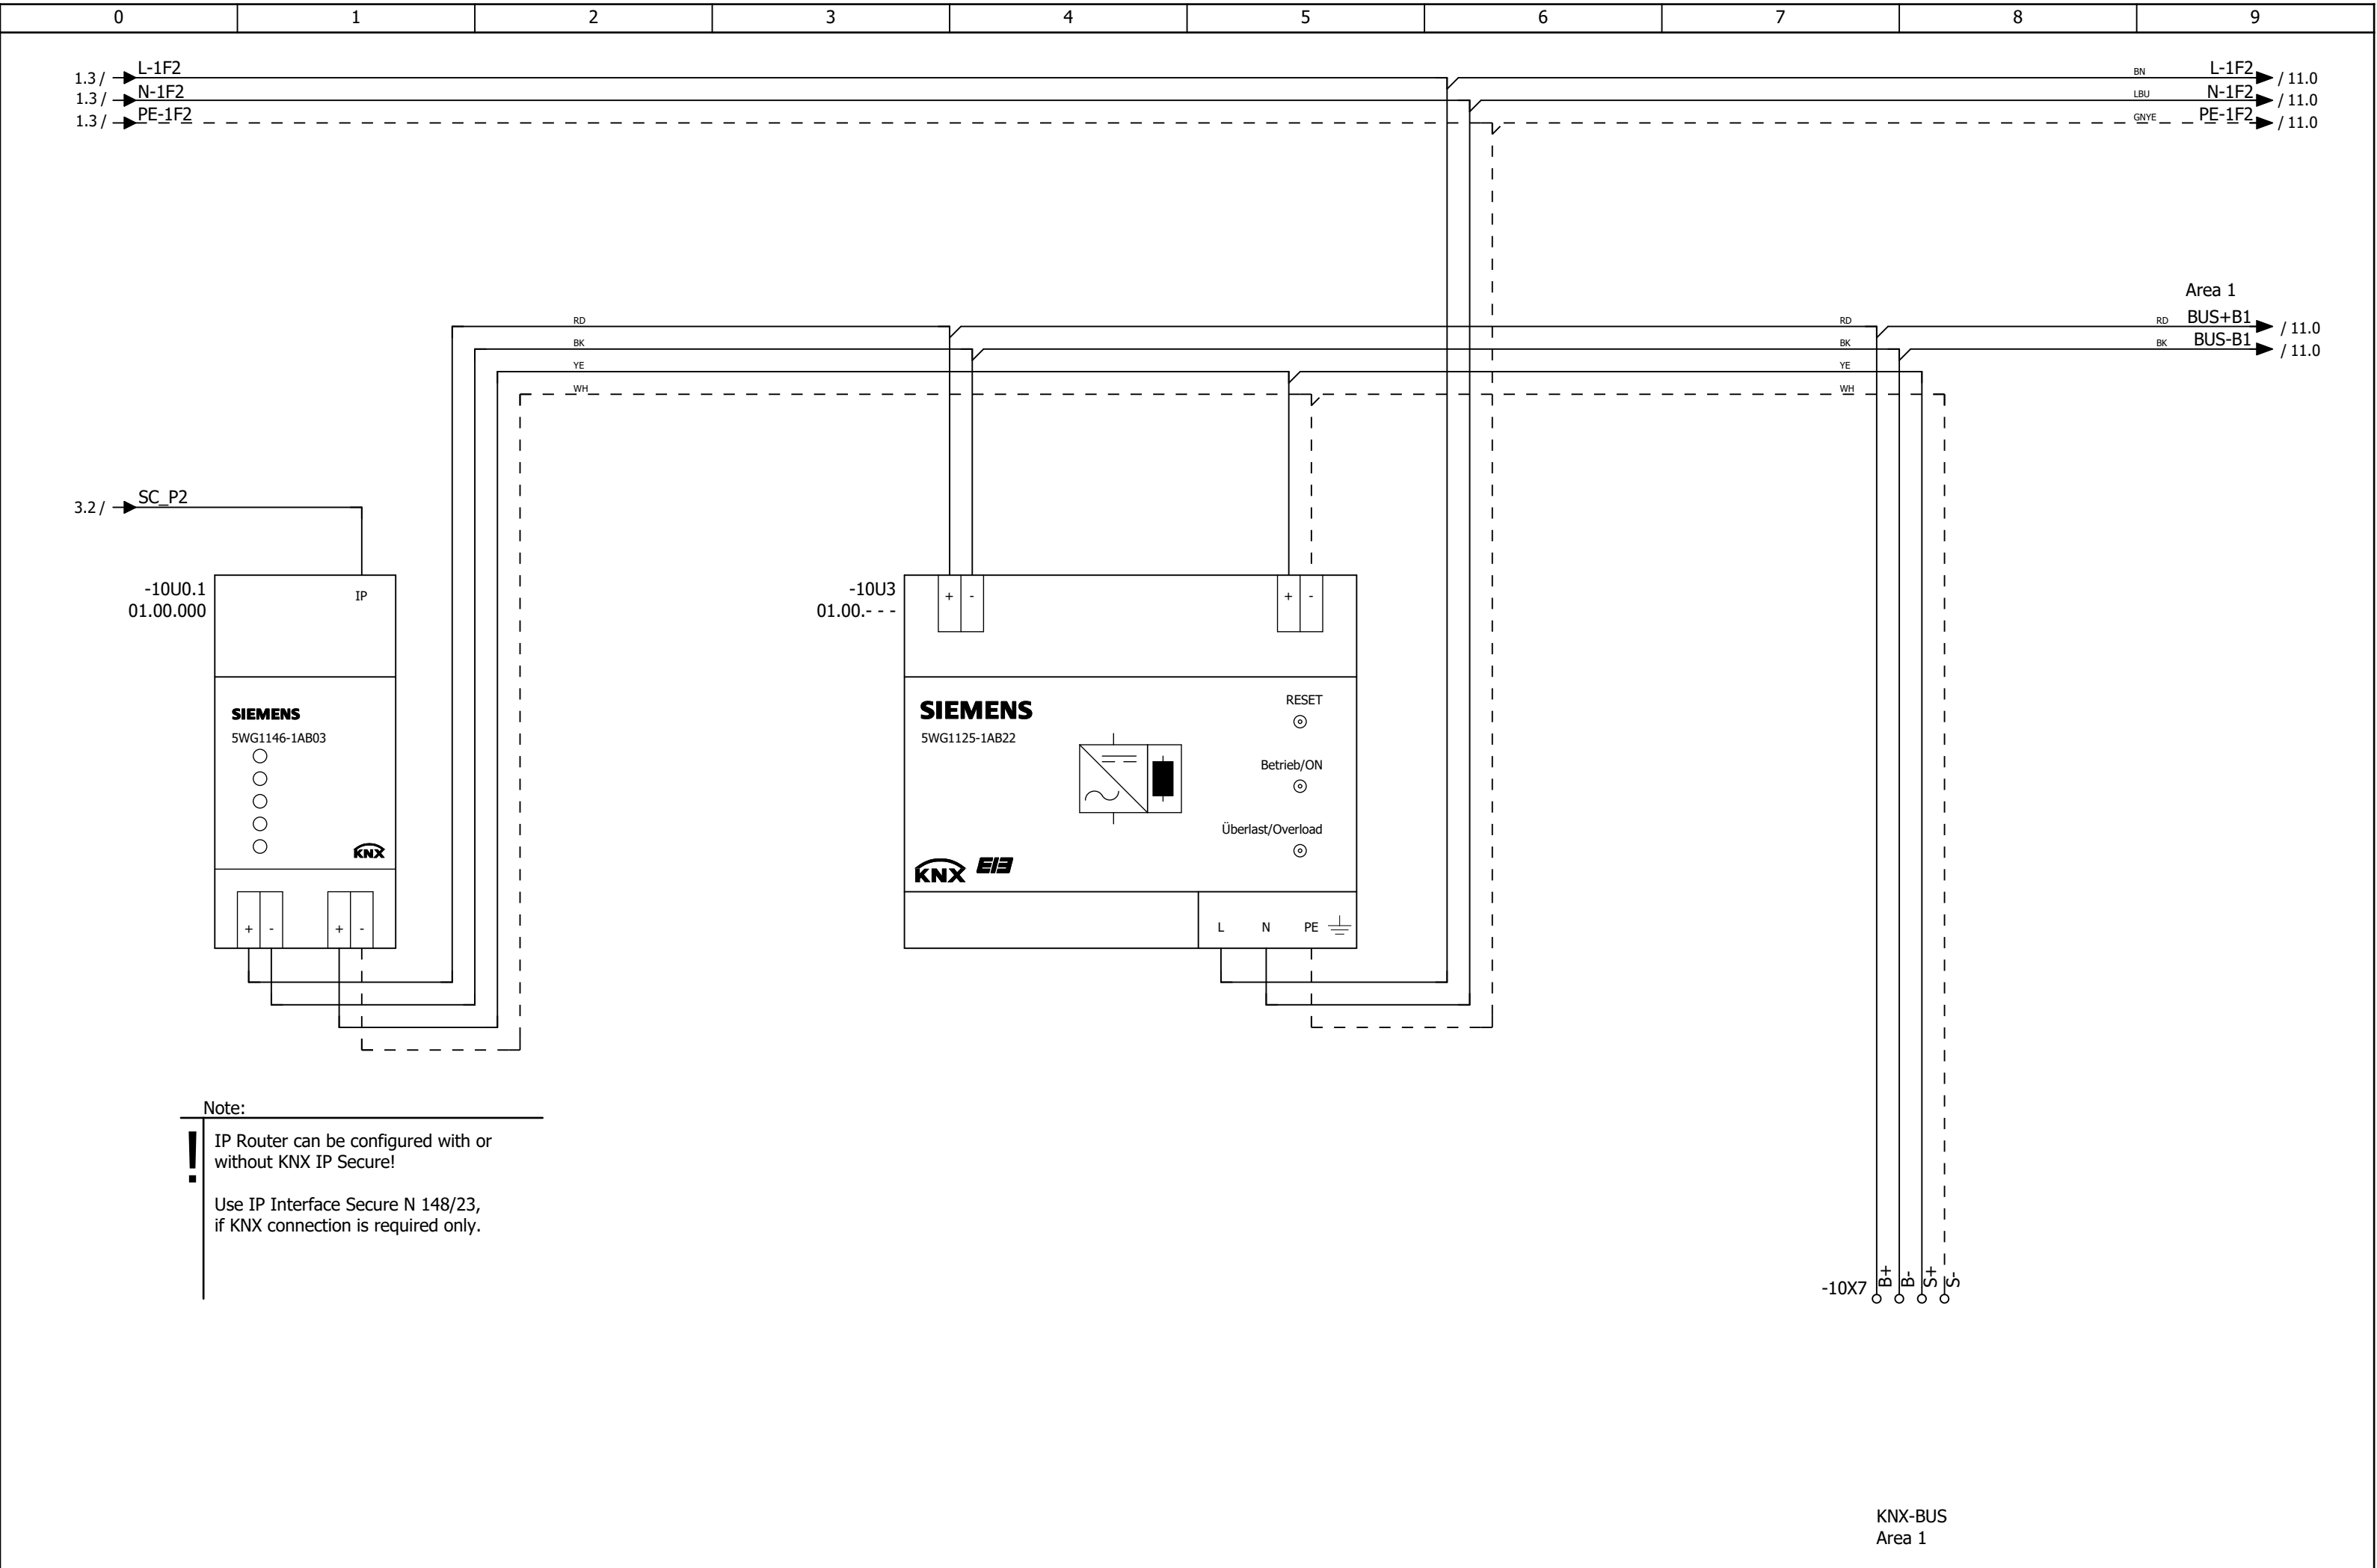 0 1 2 3 4 5 6 7 8 9
1.3 / L-1F2 BN L-1F2 / 11.0
1.3 / N-1F2 LBU N-1F2 / 11.0
1.3 / PE-1F2 GNYE PE-1F2 / 11.0
Area 1
RD RD RD BUS+B1 / 11.0
BK BK BK BUS-B1 / 11.0
YE YE
WH WH
3.2 / SC_P2
-10U0.1
01.00.000
IP
SIEMENS
5WG1146-1AB03
KNX
+ - + -
-10U3
01.00.- - -
+ - + -
SIEMENS
5WG1125-1AB22
RESET
Betrieb/ON
Überlast/Overload
KNX EIB
L N PE
Note:
! IP Router can be configured with or
without KNX IP Secure!
Use IP Interface Secure N 148/23,
if KNX connection is required only.
-10X7 B+ B- S+ S-
KNX-BUS
Area 1